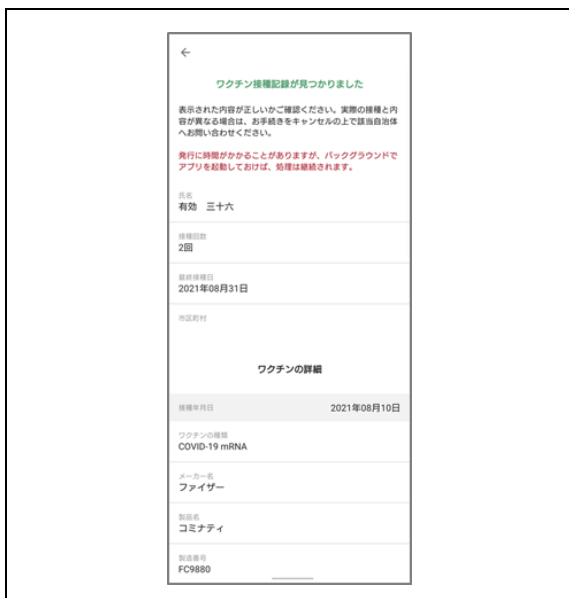 ワクチン接種記録が見つかりました
表示された内容が正しいかご確認ください。実際の接種と内
容が異なる場合は、お手続きをキャンセルの上で該当自治体
へお問い合わせください。
発行に時間がかかることがありますが、バックグラウンドで
アプリを起動しておけば、処理は継続されます。
氏名
有効　三十六
接種回数
2回
最終接種日
2021年08月31日
市区町村
ワクチンの詳細
接種年月日 2021年08月10日
ワクチンの種類
COVID-19 mRNA
メーカー名
ファイザー
製品名
コミナティ
製造番号
FC9880